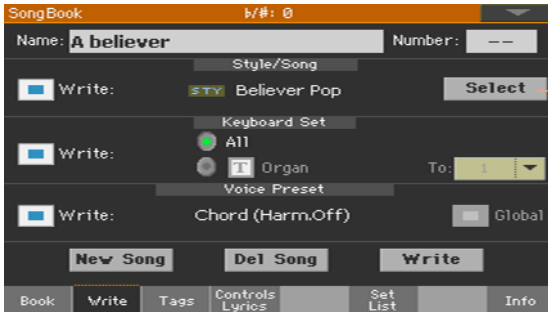 SongBook ♭/#: 0
Name: A believer Number: --
Style/Song
Write: STY Believer Pop Select
Keyboard Set
All
Write:
T Organ To: 1
Voice Preset
Write: Chord (Harm.Off) Global
New Song Del Song Write
Book Write Tags Controls Lyrics Set List Info